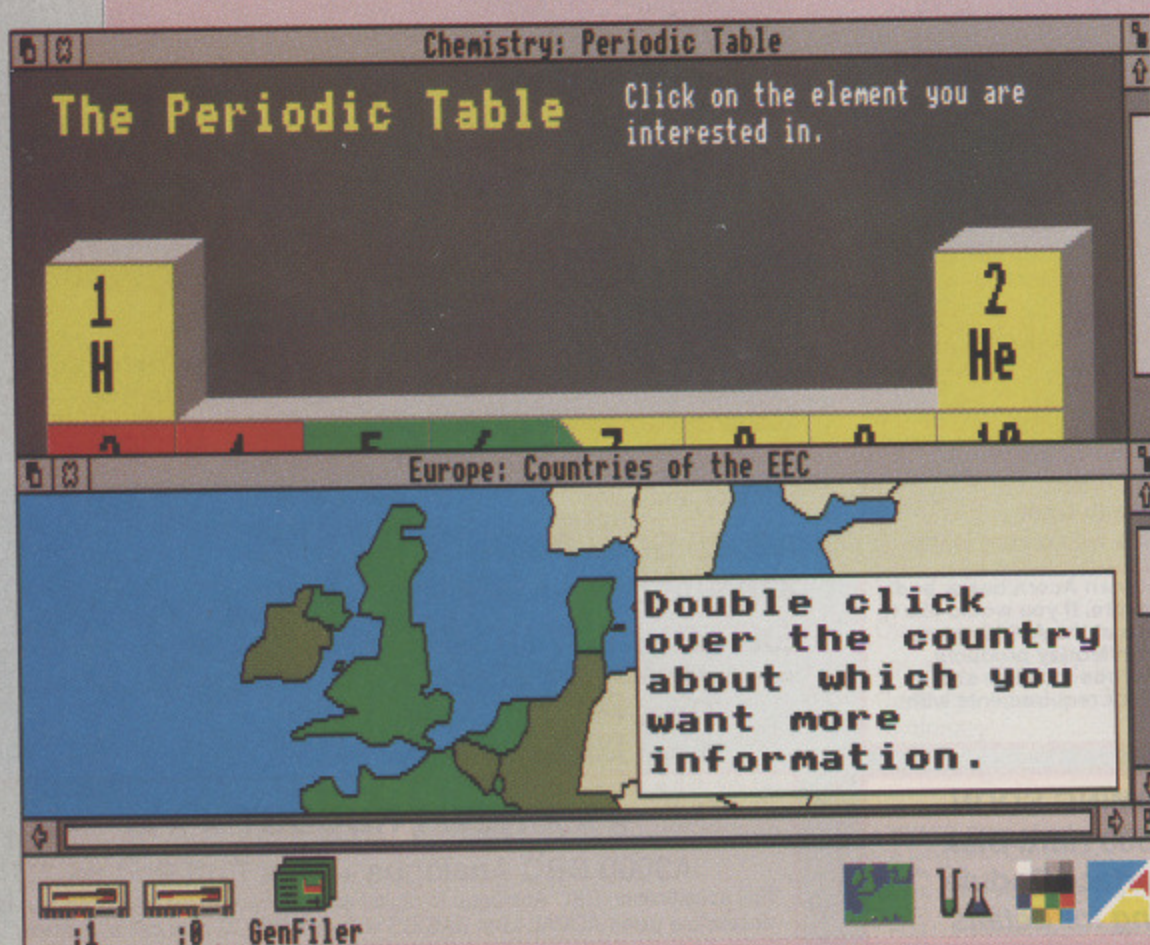 Chemistry: Periodic Table
The Periodic Table
Click on the element you are
interested in.
1
H
2
He
10
Europe: Countries of the EEC
Double click
over the country
about which you
want more
information.
:1
:0
GenFiler